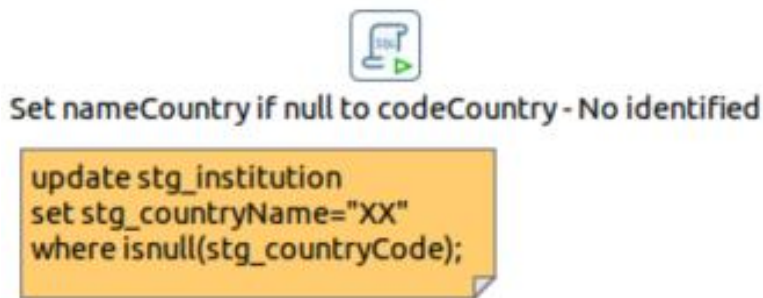 SQL
Set nameCountry if null to codeCountry - No identified
update stg_institution
set stg_countryName="XX"
where isnull(stg_countryCode);